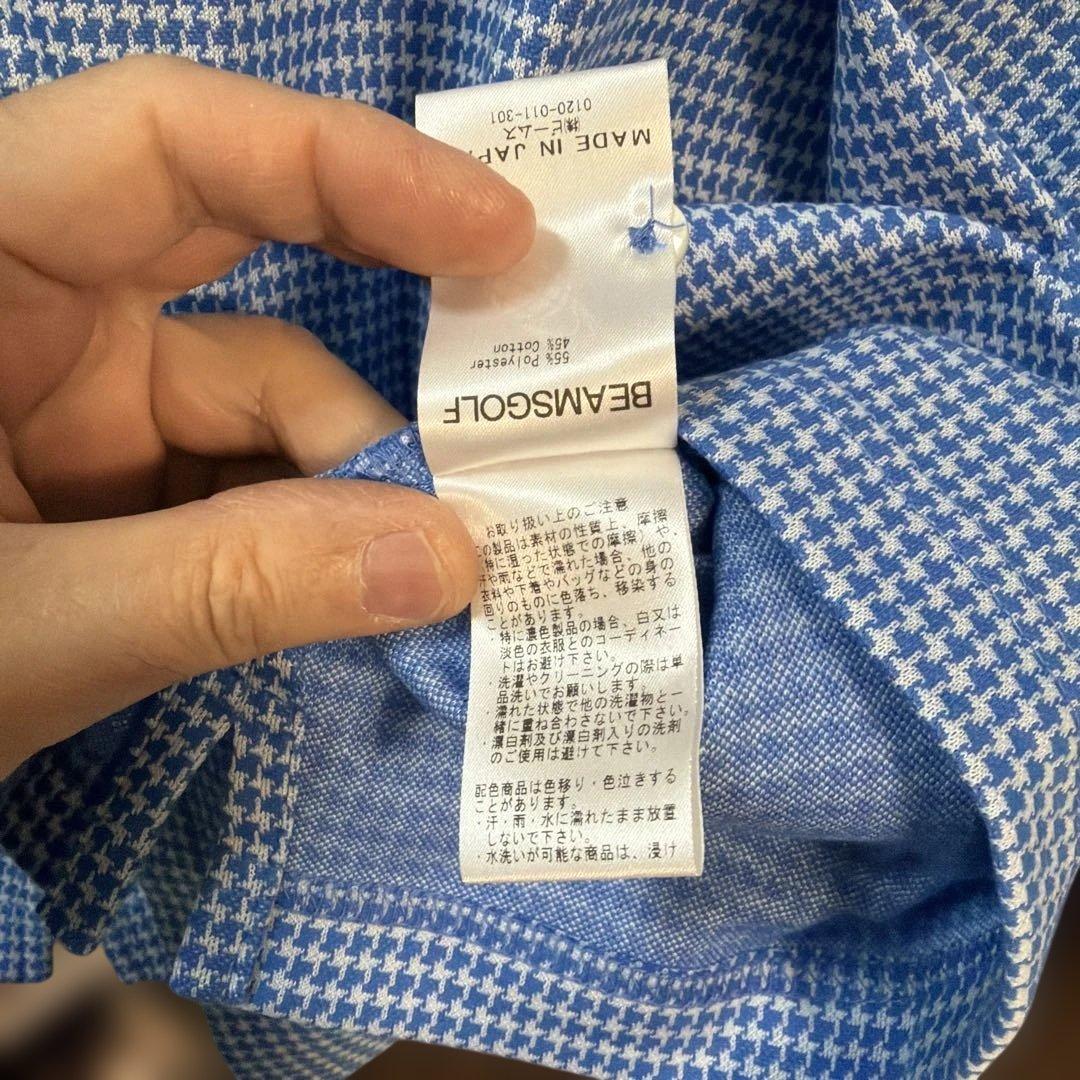 BEAMSGOLF
55% Polyester
45% Cotton
MADE IN JAPA
㈱ビームス
0120-011-301
お取り扱い上のご注意
の製品は素材の性質上、摩擦
特に湿った状態での摩擦）や、
汗や雨などで濡れた場合、他の
衣料や下着やバッグなどの身の
回りのものに色落ち、移染する
ことがあります。
・特に濃色製品の場合、白又は
淡色の衣服とのコーディネー
トはお避け下さい。
・洗濯やクリーニングの際は単
品洗いでお願いします。
・濡れた状態で他の洗濯物と一
緒に重ね合わさないで下さい。
・漂白剤及び漂白剤入りの洗剤
のご使用は避けて下さい。
配色商品は色移り・色泣きする
ことがあります。
・汗・雨・水に濡れたまま放置
しないで下さい。
・水洗いが可能な商品は、浸け